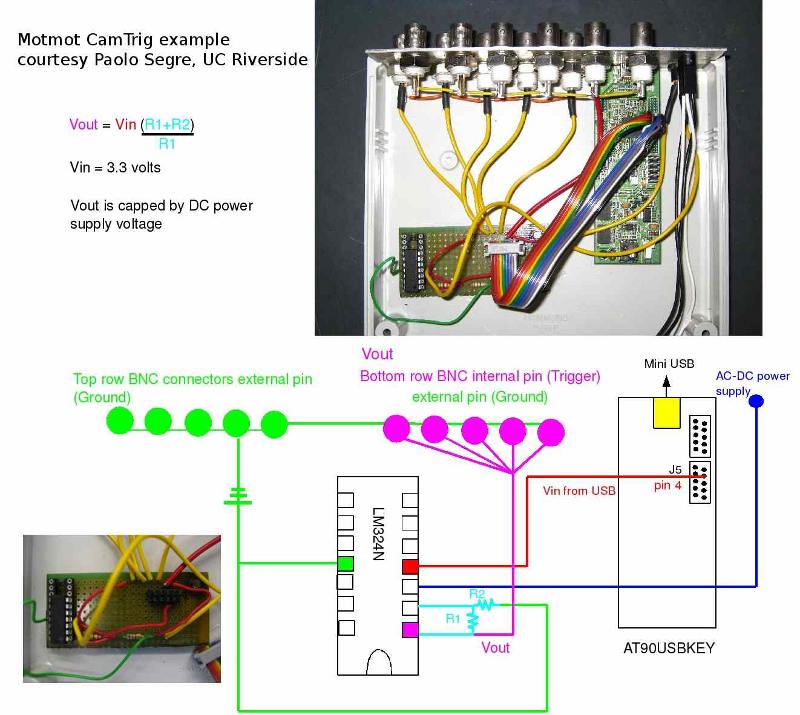 Motmot CamTrig example
courtesy Paolo Segre, UC Riverside
Vout = Vin (R1+R2)
R1
Vin = 3.3 volts
Vout is capped by DC power
supply voltage
Vout
Top row BNC connectors external pin
(Ground)
Bottom row BNC internal pin (Trigger)
external pin (Ground)
Mini USB
AC-DC power
supply
J5
pin 4
Vin from USB
LM324N
R2
R1
Vout
AT90USBKEY